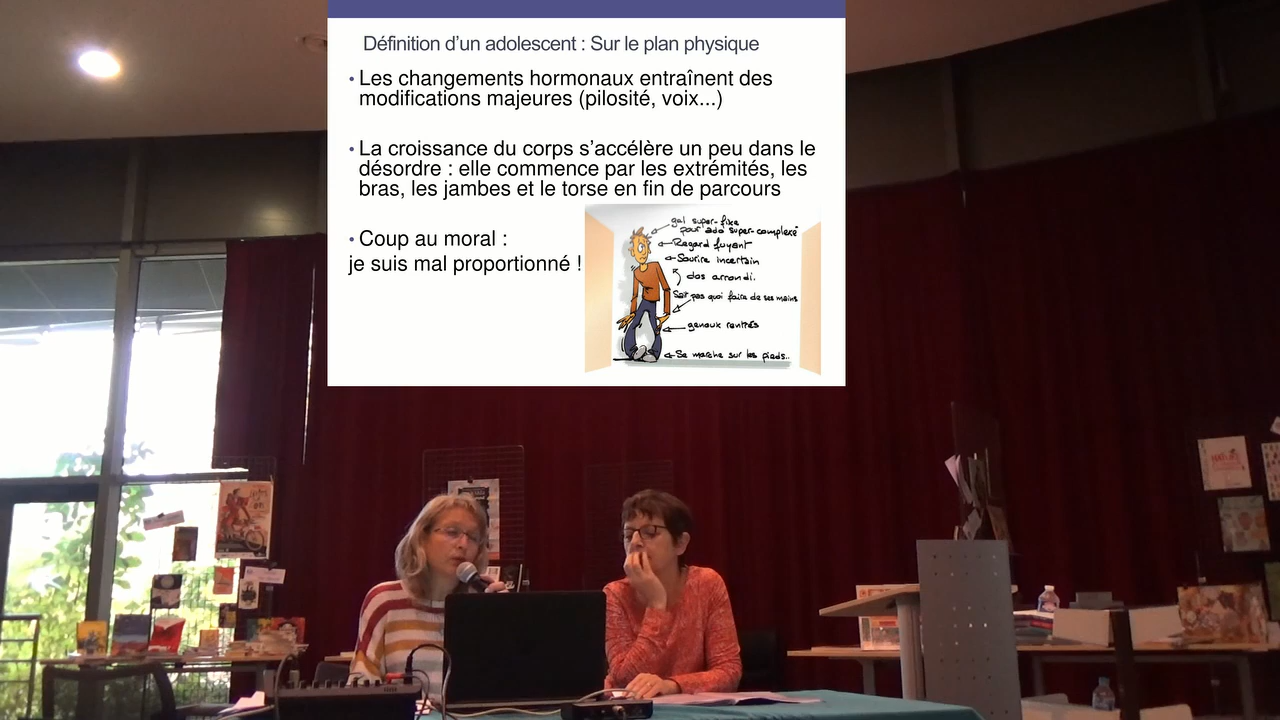 Définition d'un adolescent : Sur le plan physique
• Les changements hormonaux entraînent des
modifications majeures (pilosité, voix...)
• La croissance du corps s'accélère un peu dans le
désordre : elle commence par les extrémités, les
bras, les jambes et le torse en fin de parcours
• Coup au moral :
je suis mal proportionné !
gel super-fixe
pour "ado super-complexé"
Regard fuyant
Sourire incertain
dos arrondi.
Sait pas quoi faire de ses mains
genoux rentrés
Se marche sur les pieds..